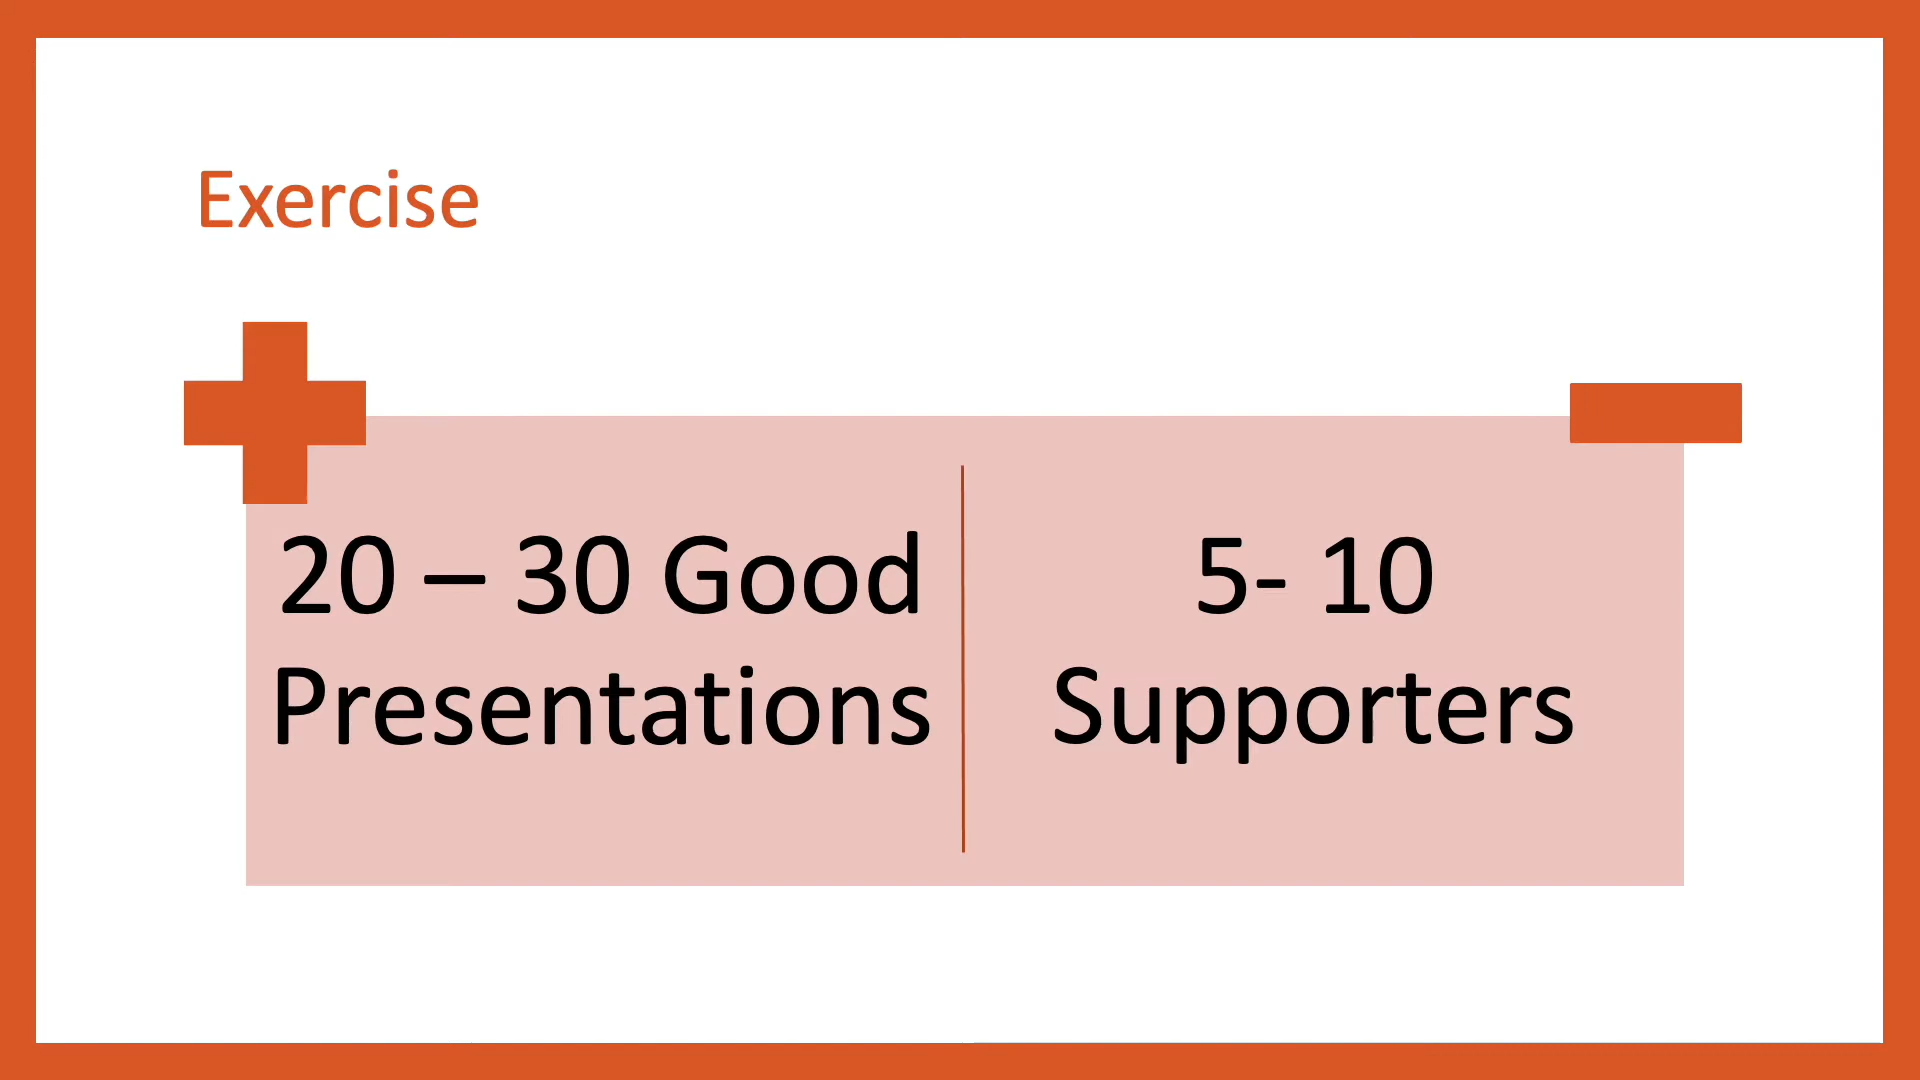 Exercise
20 – 30 Good
Presentations
5- 10
Supporters